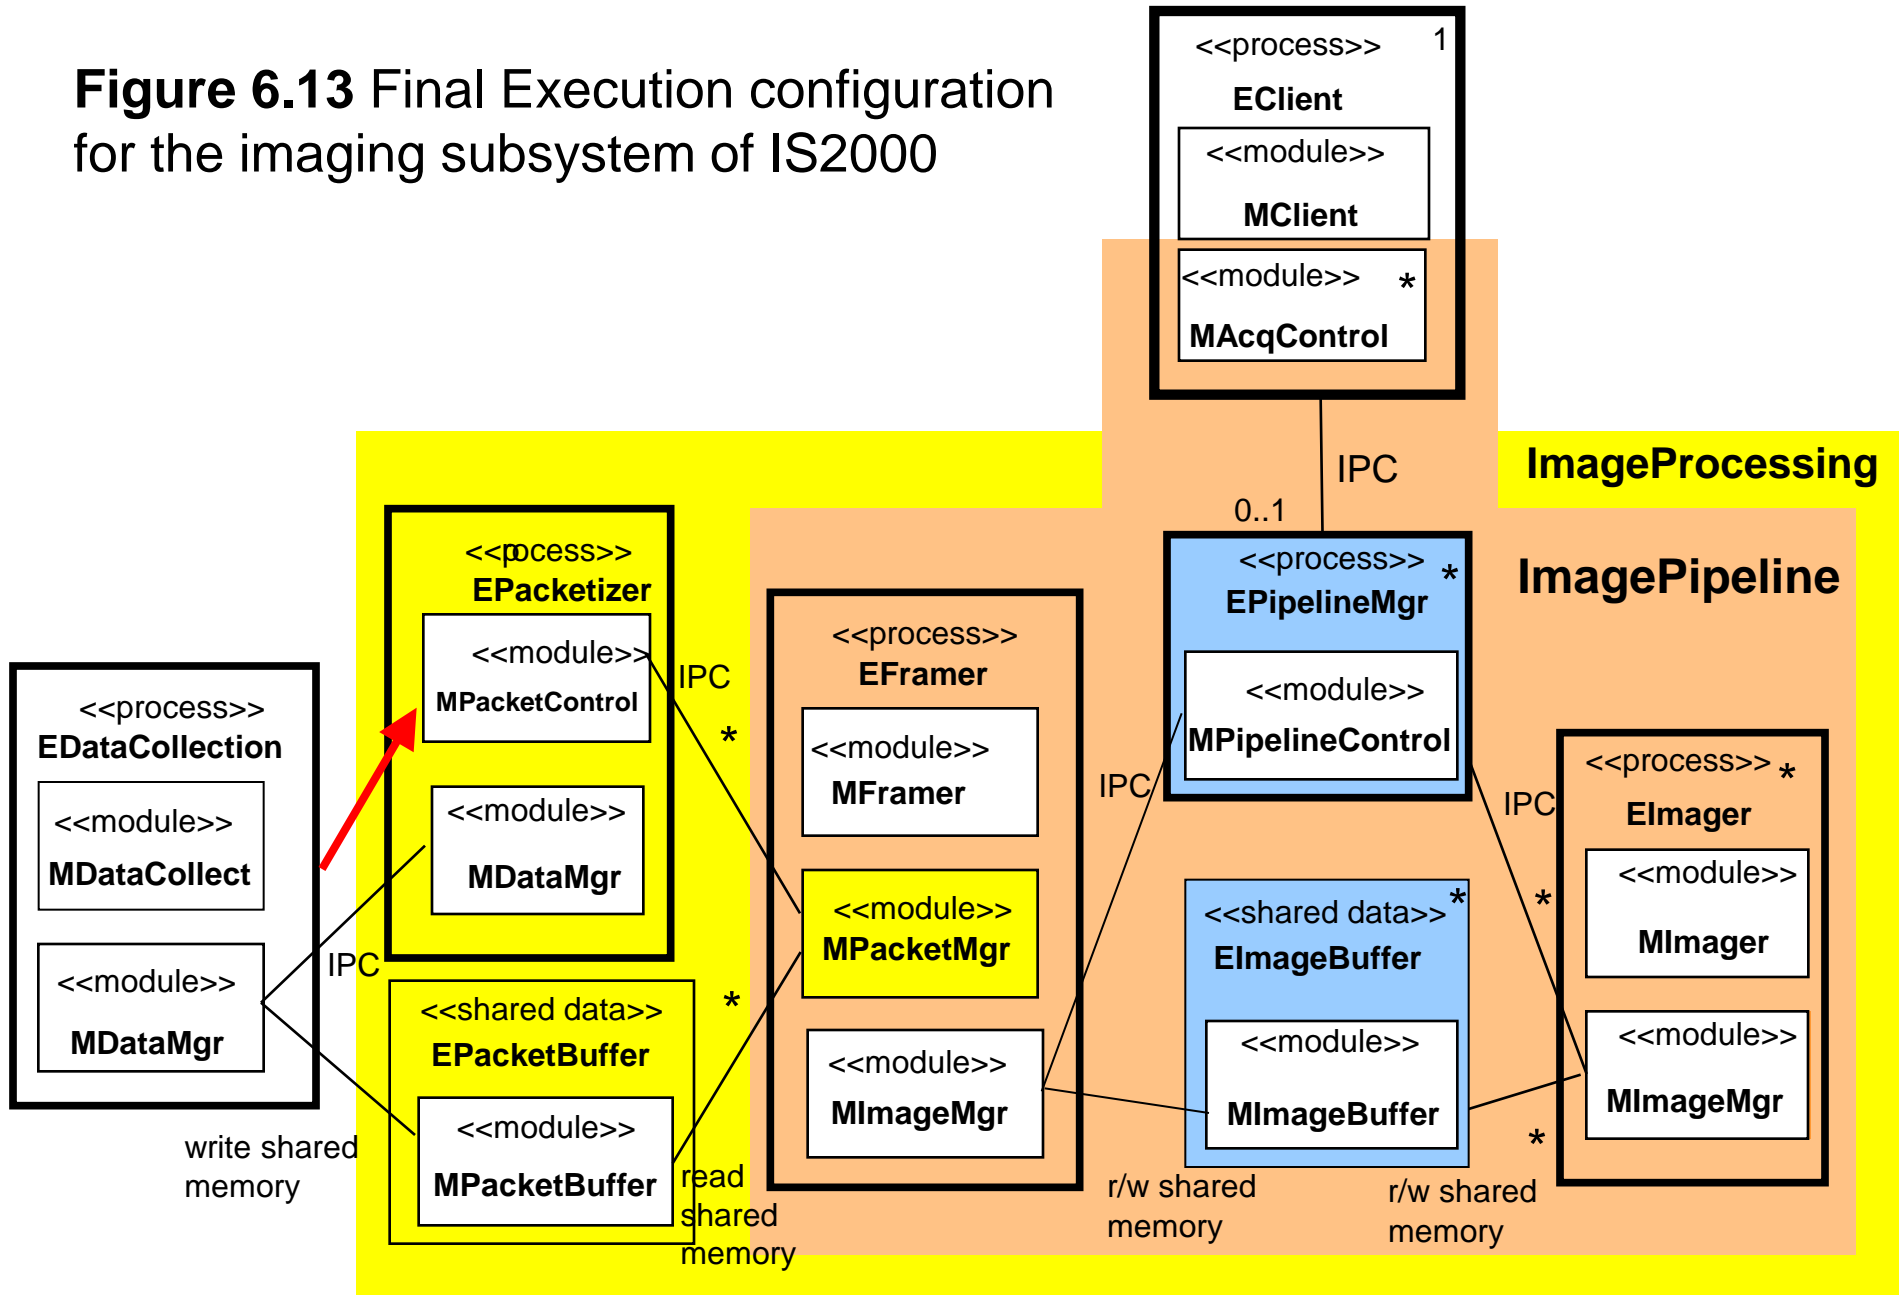 Figure 6.13 Final Execution configuration
for the imaging subsystem of IS2000
<<process>> 1
EClient
<<module>>
MClient
<<module>> *
MAcqControl
IPC
0..1
ImageProcessing
ImagePipeline
<<process>>
EDataCollection
<<module>>
MDataCollect
<<module>>
MDataMgr
IPC
write shared
memory
<<pocess>>
EPacketizer
<<module>>
MPacketControl
<<module>>
MDataMgr
IPC
*
<<shared data>>
EPacketBuffer
<<module>>
MPacketBuffer
*
read
shared
memory
<<process>>
EFramer
<<module>>
MFramer
<<module>>
MPacketMgr
<<module>>
MImageMgr
IPC
<<process>> *
EPipelineMgr
<<module>>
MPipelineControl
<<shared data>> *
EImageBuffer
<<module>>
MImageBuffer
r/w shared
memory
IPC
*
<<process>> *
EImager
<<module>>
MImager
<<module>>
MImageMgr
*
r/w shared
memory